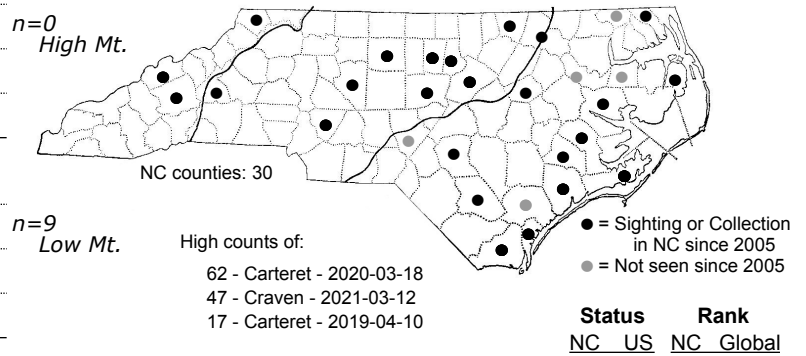 n=0
High Mt.
NC counties: 30
n=9
Low Mt.
High counts of:
62 - Carteret - 2020-03-18
47 - Craven - 2021-03-12
17 - Carteret - 2019-04-10
● = Sighting or Collection
in NC since 2005
● = Not seen since 2005
Status Rank
NC US NC Global